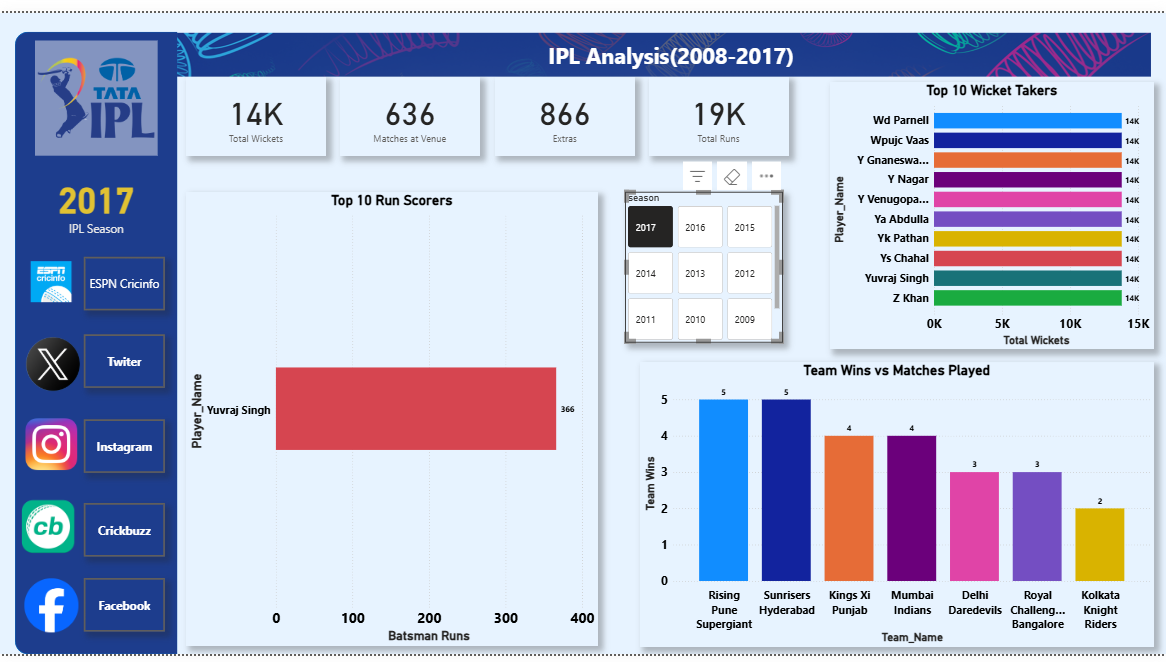 IPL Analysis(2008-2017)
TATA
IPL
2017
IPL Season
ESPN
cricinfo
ESPN Cricinfo
Twiter
Instagram
cb
Crickbuzz
Facebook
14K
Total Wickets
636
Matches at Venue
866
Extras
19K
Total Runs
Top 10 Run Scorers
Player_Name
Yuvraj Singh
366
0 100 200 300 400
Batsman Runs
season
2017 2016 2015
2014 2013 2012
2011 2010 2009
Top 10 Wicket Takers
Player_Name
Wd Parnell 14K
Wpujc Vaas 14K
Y Gnaneswa... 14K
Y Nagar 14K
Y Venugopa... 14K
Ya Abdulla 14K
Yk Pathan 14K
Ys Chahal 14K
Yuvraj Singh 14K
Z Khan 14K
0K 5K 10K 15K
Total Wickets
Team Wins vs Matches Played
Team Wins
5
4
3
2
1
0
5 5 4 4 3 3 2
Rising Pune Supergiant
Sunrisers Hyderabad
Kings Xi Punjab
Mumbai Indians
Delhi Daredevils
Royal Challeng... Bangalore
Kolkata Knight Riders
Team_Name